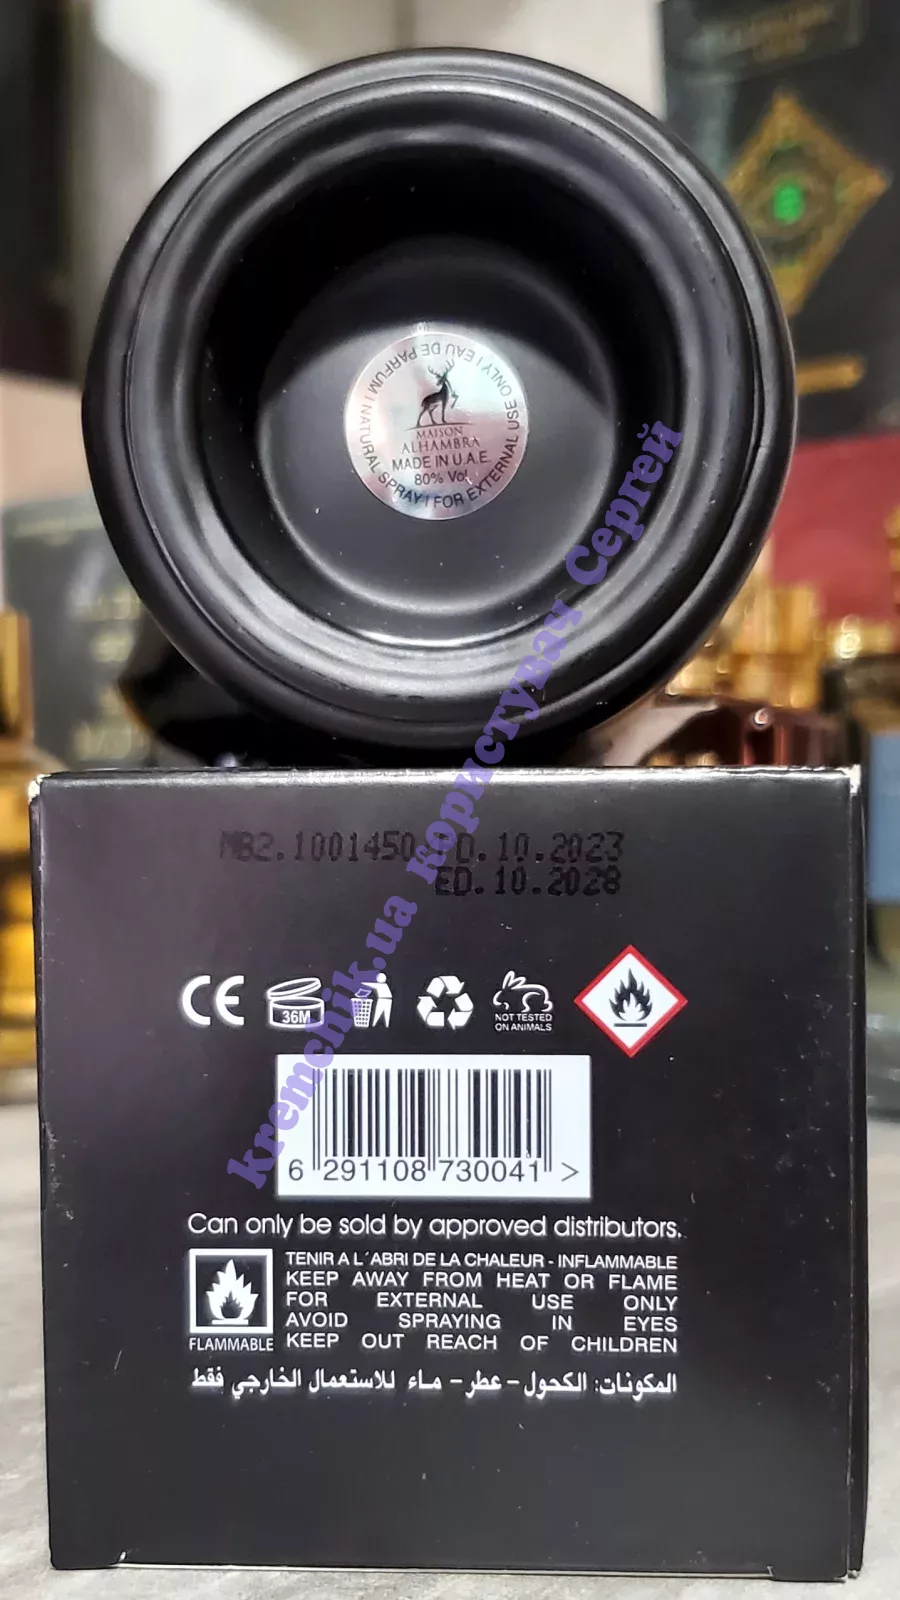 EAU DE PARFUM | NATURAL SPRAY | FOR EXTERNAL USE ONLY |
MAISON
ALHAMBRA
MADE IN U.A.E.
80% Vol
kremchik.ua користувач Сергей
MB2.1001450 PD.10.2023
ED.10.2028
CE
36M
NOT TESTED
ON ANIMALS
6 291108 730041 >
Can only be sold by approved distributors.
TENIR A L´ABRI DE LA CHALEUR - INFLAMMABLE
KEEP AWAY FROM HEAT OR FLAME
FOR EXTERNAL USE ONLY
AVOID SPRAYING IN EYES
KEEP OUT REACH OF CHILDREN
FLAMMABLE
المكونات: الكحول - عطر - ماء للاستعمال الخارجي فقط